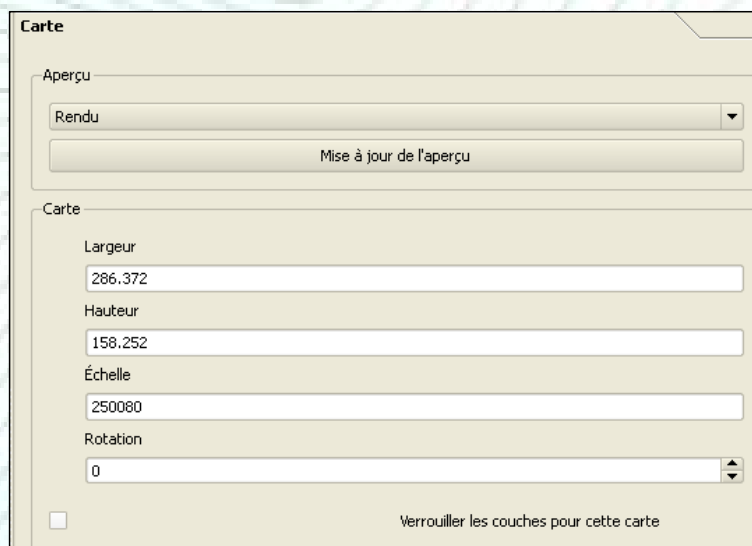 Carte
Aperçu
Rendu
Mise à jour de l'aperçu
Carte
Largeur
286.372
Hauteur
158.252
Échelle
250080
Rotation
0
Verrouiller les couches pour cette carte